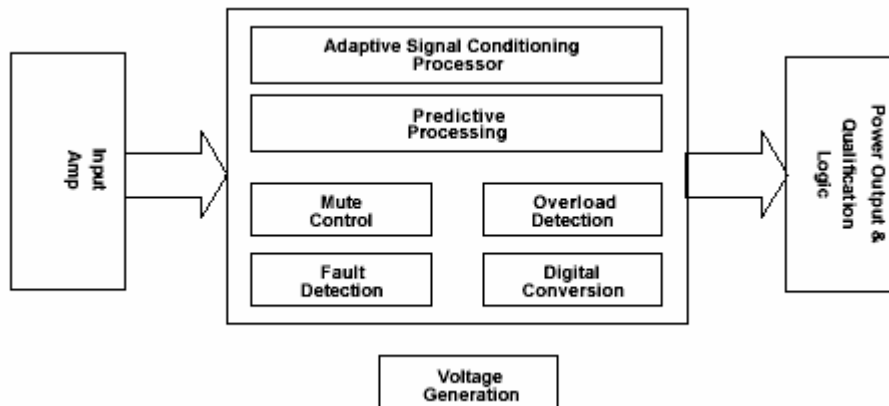 Adaptive Signal Conditioning
Processor
Predictive
Processing
Input
Amp
Mute
Control
Overload
Detection
Fault
Detection
Digital
Conversion
Power Output &
Qualification
Logic
Voltage
Generation